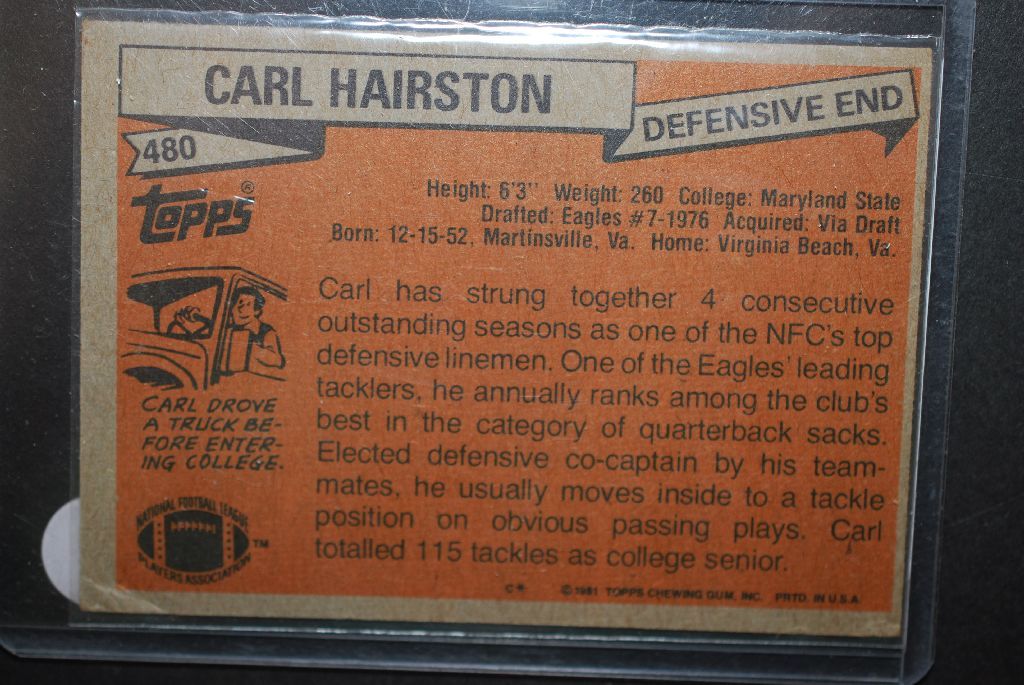 CARL HAIRSTON
DEFENSIVE END
480
TOPPS®
Height: 6'3" Weight: 260 College: Maryland State
Drafted: Eagles #7-1976 Acquired: Via Draft
Born: 12-15-52, Martinsville, Va. Home: Virginia Beach, Va.
Carl has strung together 4 consecutive
outstanding seasons as one of the NFC's top
defensive linemen. One of the Eagles' leading
tacklers, he annually ranks among the club's
best in the category of quarterback sacks.
Elected defensive co-captain by his team-
mates, he usually moves inside to a tackle
position on obvious passing plays. Carl
totalled 115 tackles as college senior.
CARL DROVE
A TRUCK BE-
FORE ENTER-
ING COLLEGE.
NATIONAL FOOTBALL LEAGUE
PLAYERS ASSOCIATION
TM
C* © 1981 TOPPS CHEWING GUM, INC. PRTD. IN U.S.A.